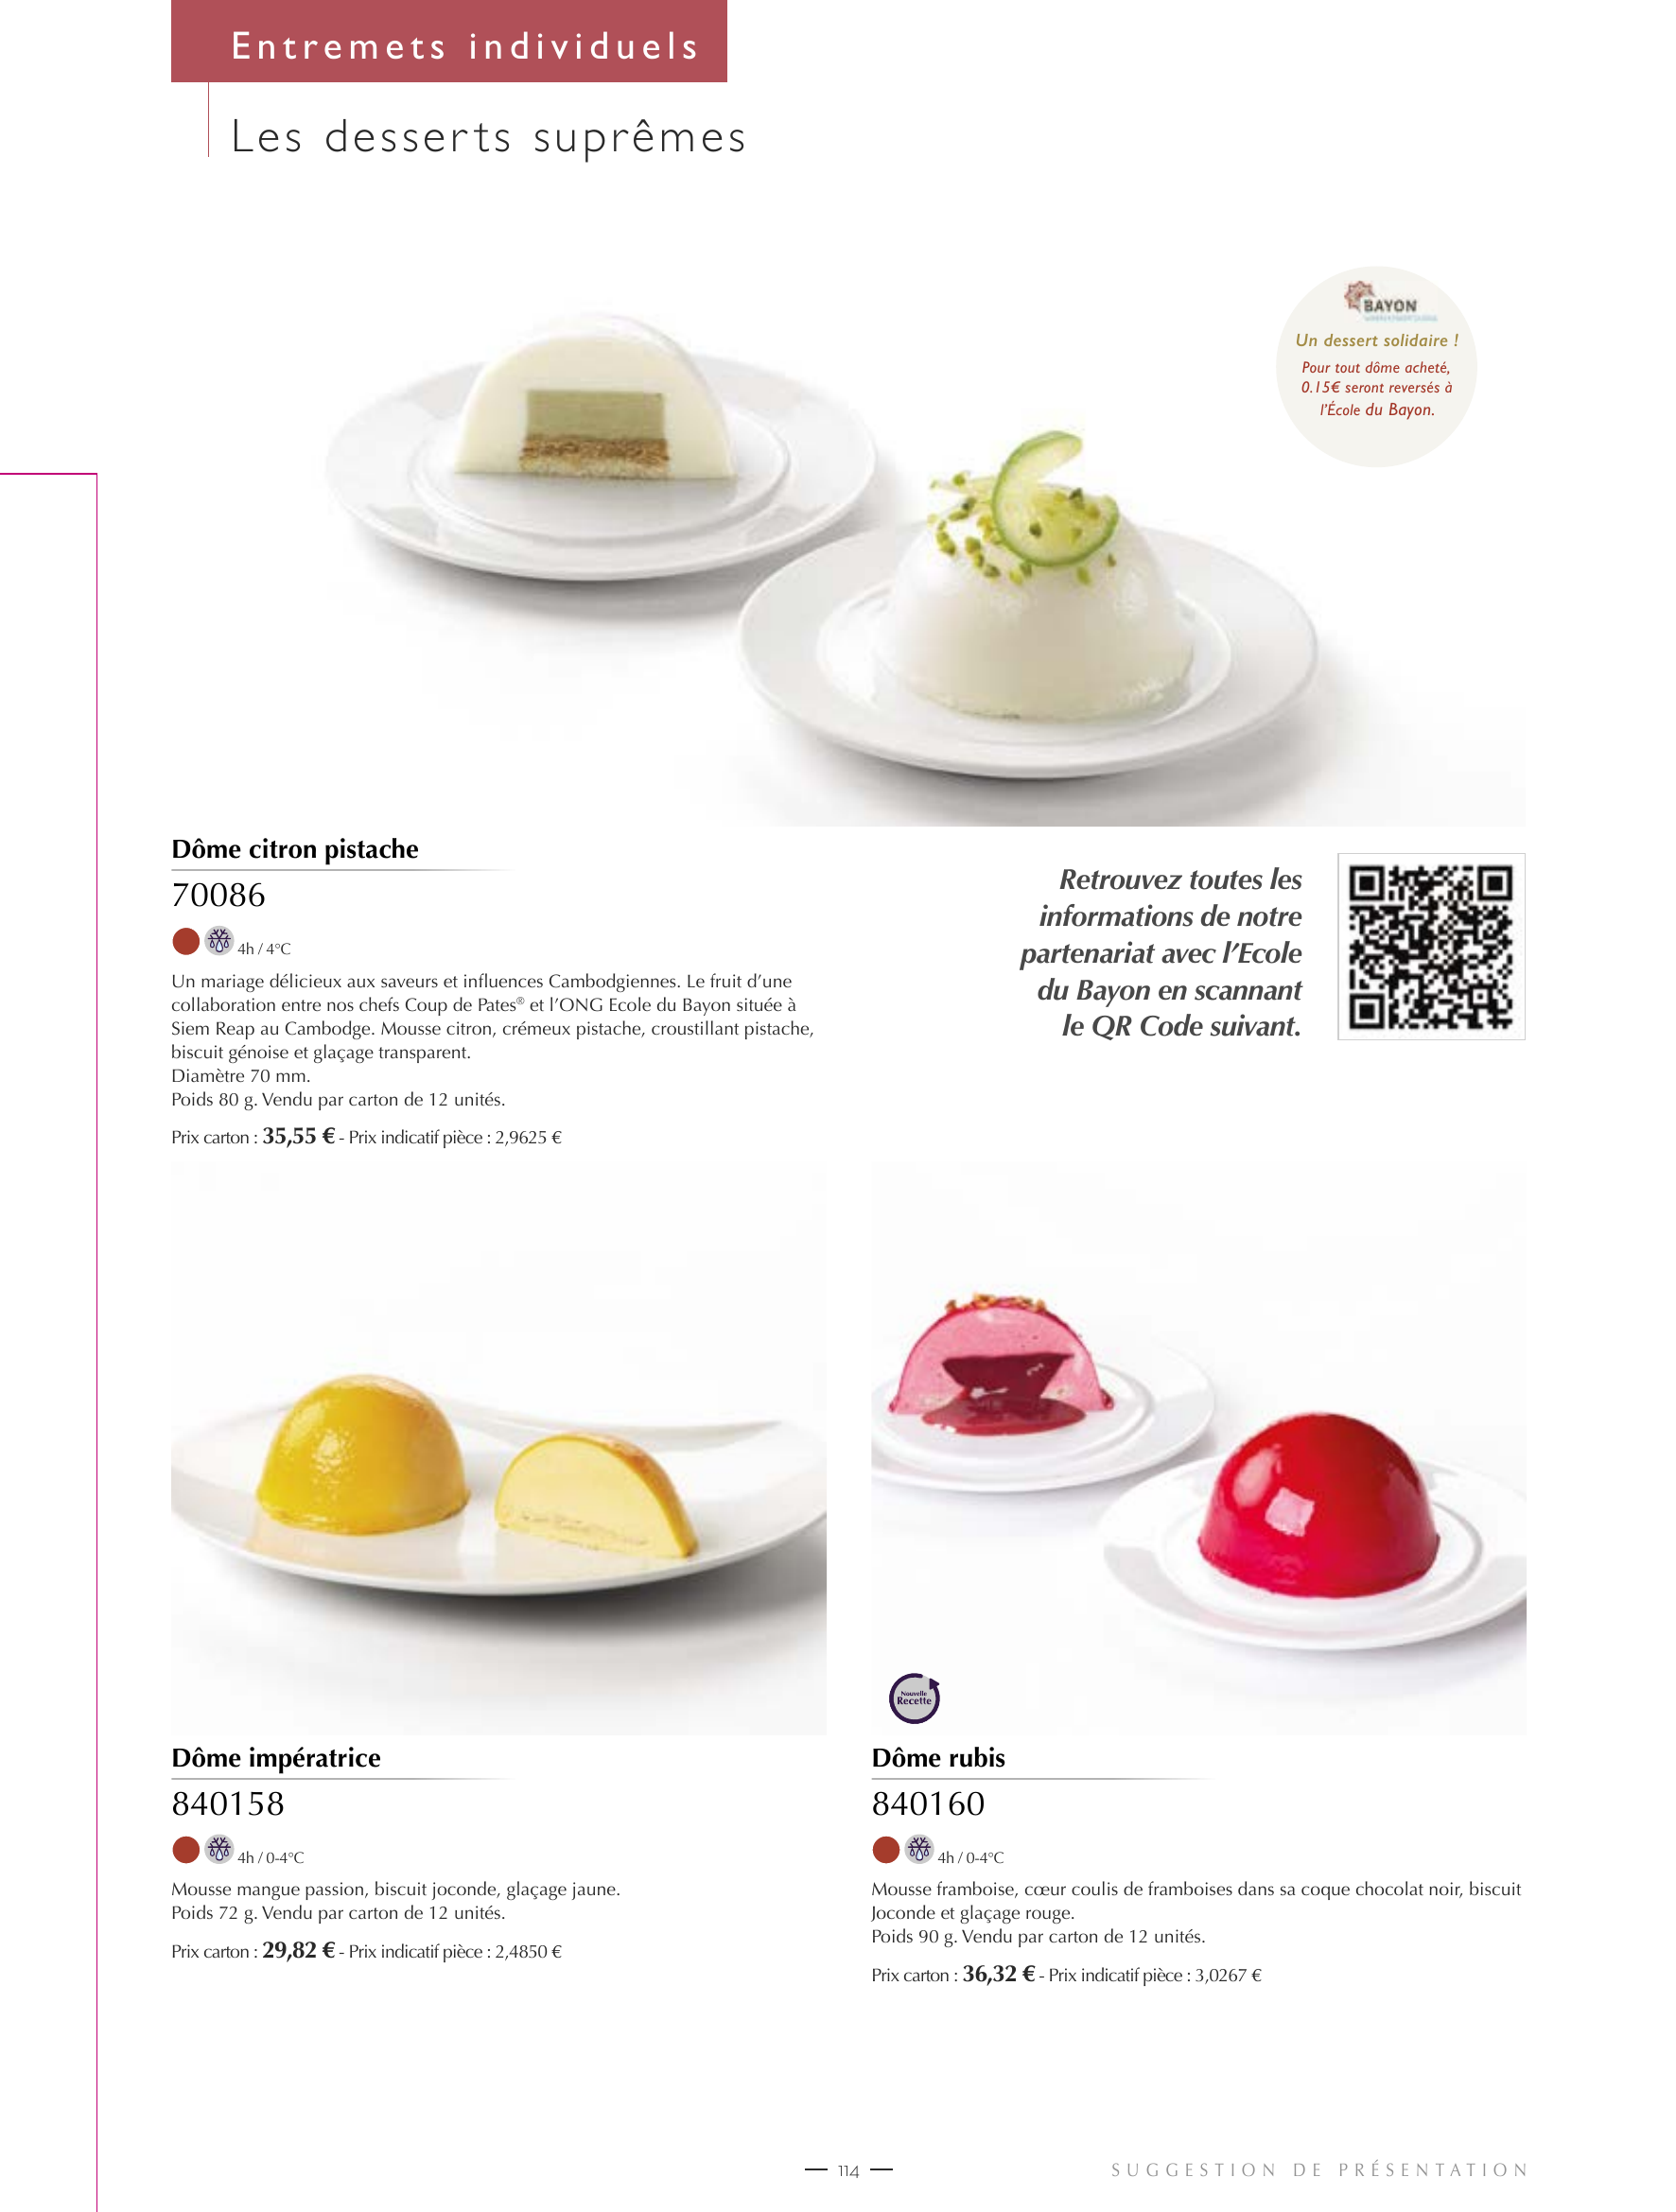 Entremets individuels
Les desserts suprêmes
BAYON
Un dessert solidaire !
Pour tout dôme acheté,
0.15€ seront reversés à
l'École du Bayon.
Dôme citron pistache
70086
4h / 4°C
Un mariage délicieux aux saveurs et influences Cambodgiennes. Le fruit d'une
collaboration entre nos chefs Coup de Pates® et l'ONG Ecole du Bayon située à
Siem Reap au Cambodge. Mousse citron, crémeux pistache, croustillant pistache,
biscuit génoise et glaçage transparent.
Diamètre 70 mm.
Poids 80 g. Vendu par carton de 12 unités.
Prix carton : 35,55 € - Prix indicatif pièce : 2,9625 €
Retrouvez toutes les
informations de notre
partenariat avec l'Ecole
du Bayon en scannant
le QR Code suivant.
Dôme impératrice
840158
4h / 0-4°C
Mousse mangue passion, biscuit joconde, glaçage jaune.
Poids 72 g. Vendu par carton de 12 unités.
Prix carton : 29,82 € - Prix indicatif pièce : 2,4850 €
Nouvelle
Recette
Dôme rubis
840160
4h / 0-4°C
Mousse framboise, cœur coulis de framboises dans sa coque chocolat noir, biscuit
Joconde et glaçage rouge.
Poids 90 g. Vendu par carton de 12 unités.
Prix carton : 36,32 € - Prix indicatif pièce : 3,0267 €
114
SUGGESTION DE PRÉSENTATION